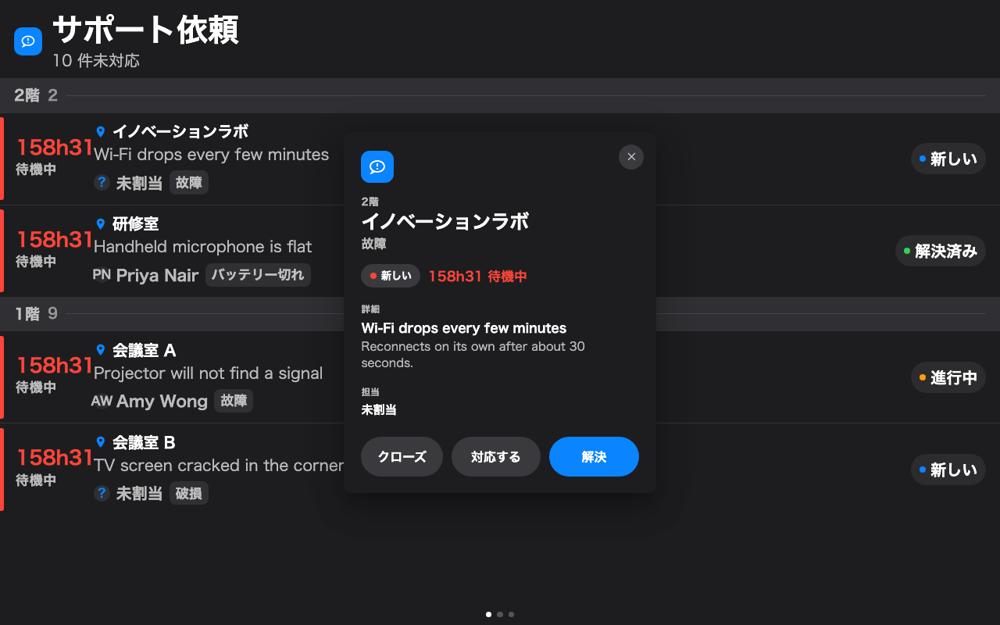 サポート依頼
10 件未対応
2階 2
158h31
待機中
イノベーションラボ
Wi-Fi drops every few minutes
? 未割当 故障
新しい
158h31
待機中
研修室
Handheld microphone is flat
PN Priya Nair バッテリー切れ
解決済み
1階 9
158h31
待機中
会議室 A
Projector will not find a signal
AW Amy Wong 故障
進行中
158h31
待機中
会議室 B
TV screen cracked in the corner
? 未割当 破損
新しい
2階
イノベーションラボ
故障
新しい 158h31 待機中
詳細
Wi-Fi drops every few minutes
Reconnects on its own after about 30
seconds.
担当
未割当
クローズ 対応する 解決